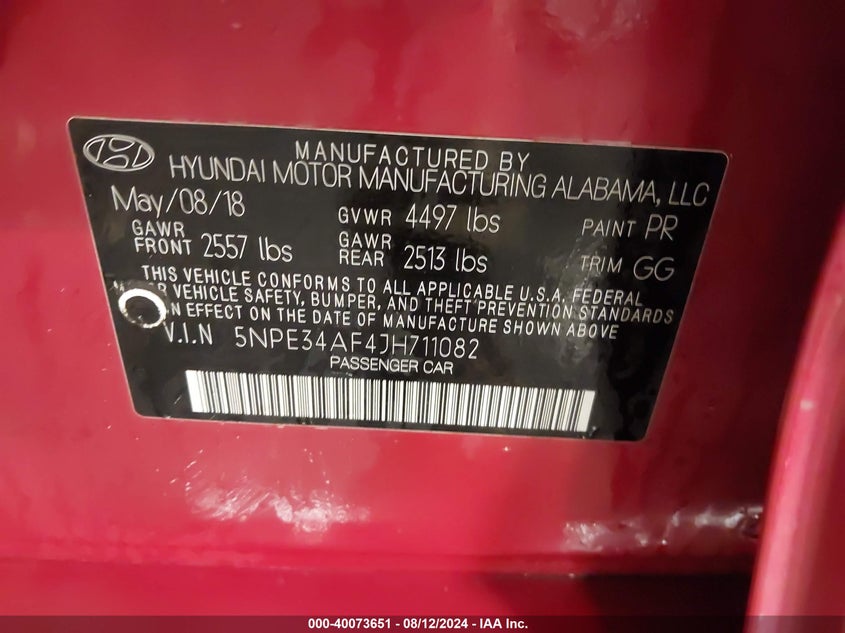 MANUFACTURED BY
HYUNDAI MOTOR MANUFACTURING ALABAMA, LLC
May/08/18 GVWR 4497 lbs PAINT PR
GAWR FRONT 2557 lbs GAWR REAR 2513 lbs TRIM GG
THIS VEHICLE CONFORMS TO ALL APPLICABLE U.S.A. FEDERAL
VEHICLE SAFETY, BUMPER, AND THEFT PREVENTION STANDARDS
IN EFFECT ON THE DATE OF MANUFACTURE SHOWN ABOVE
V.I.N 5NPE34AF4JH711082
PASSENGER CAR
000-40073651 - 08/12/2024 - IAA Inc.